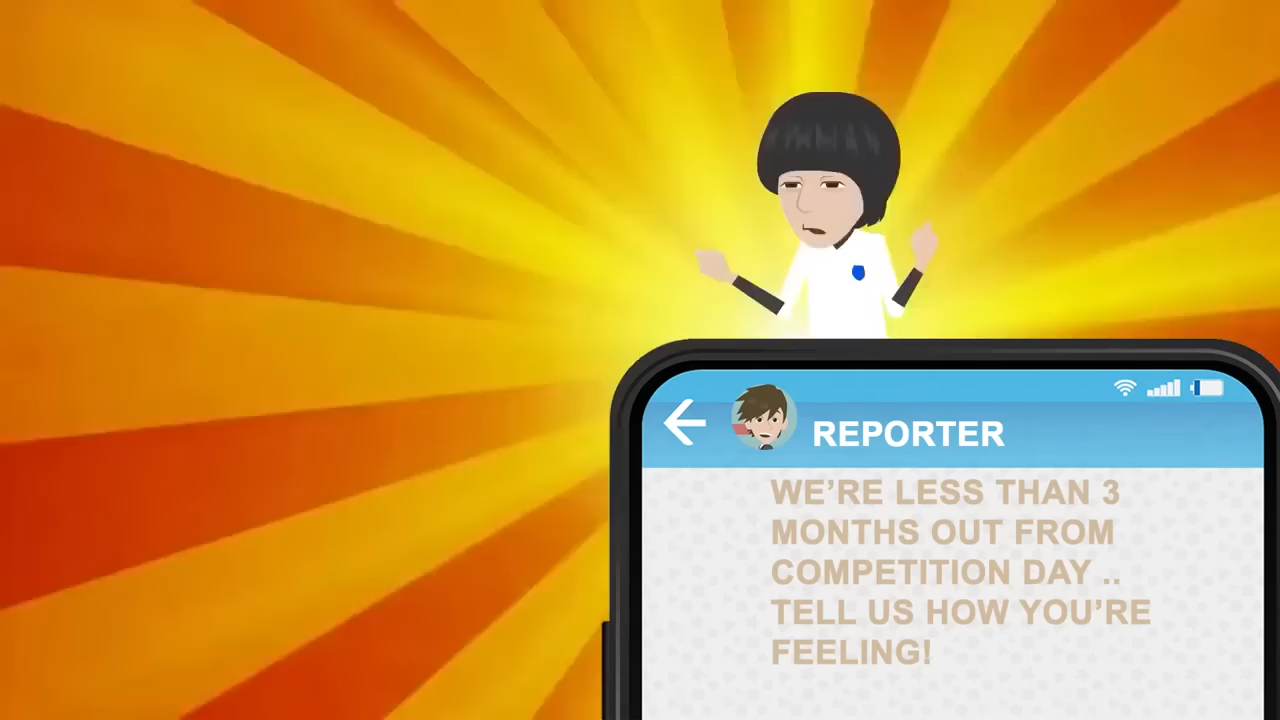 REPORTER
WE’RE LESS THAN 3
MONTHS OUT FROM
COMPETITION DAY ..
TELL US HOW YOU’RE
FEELING!